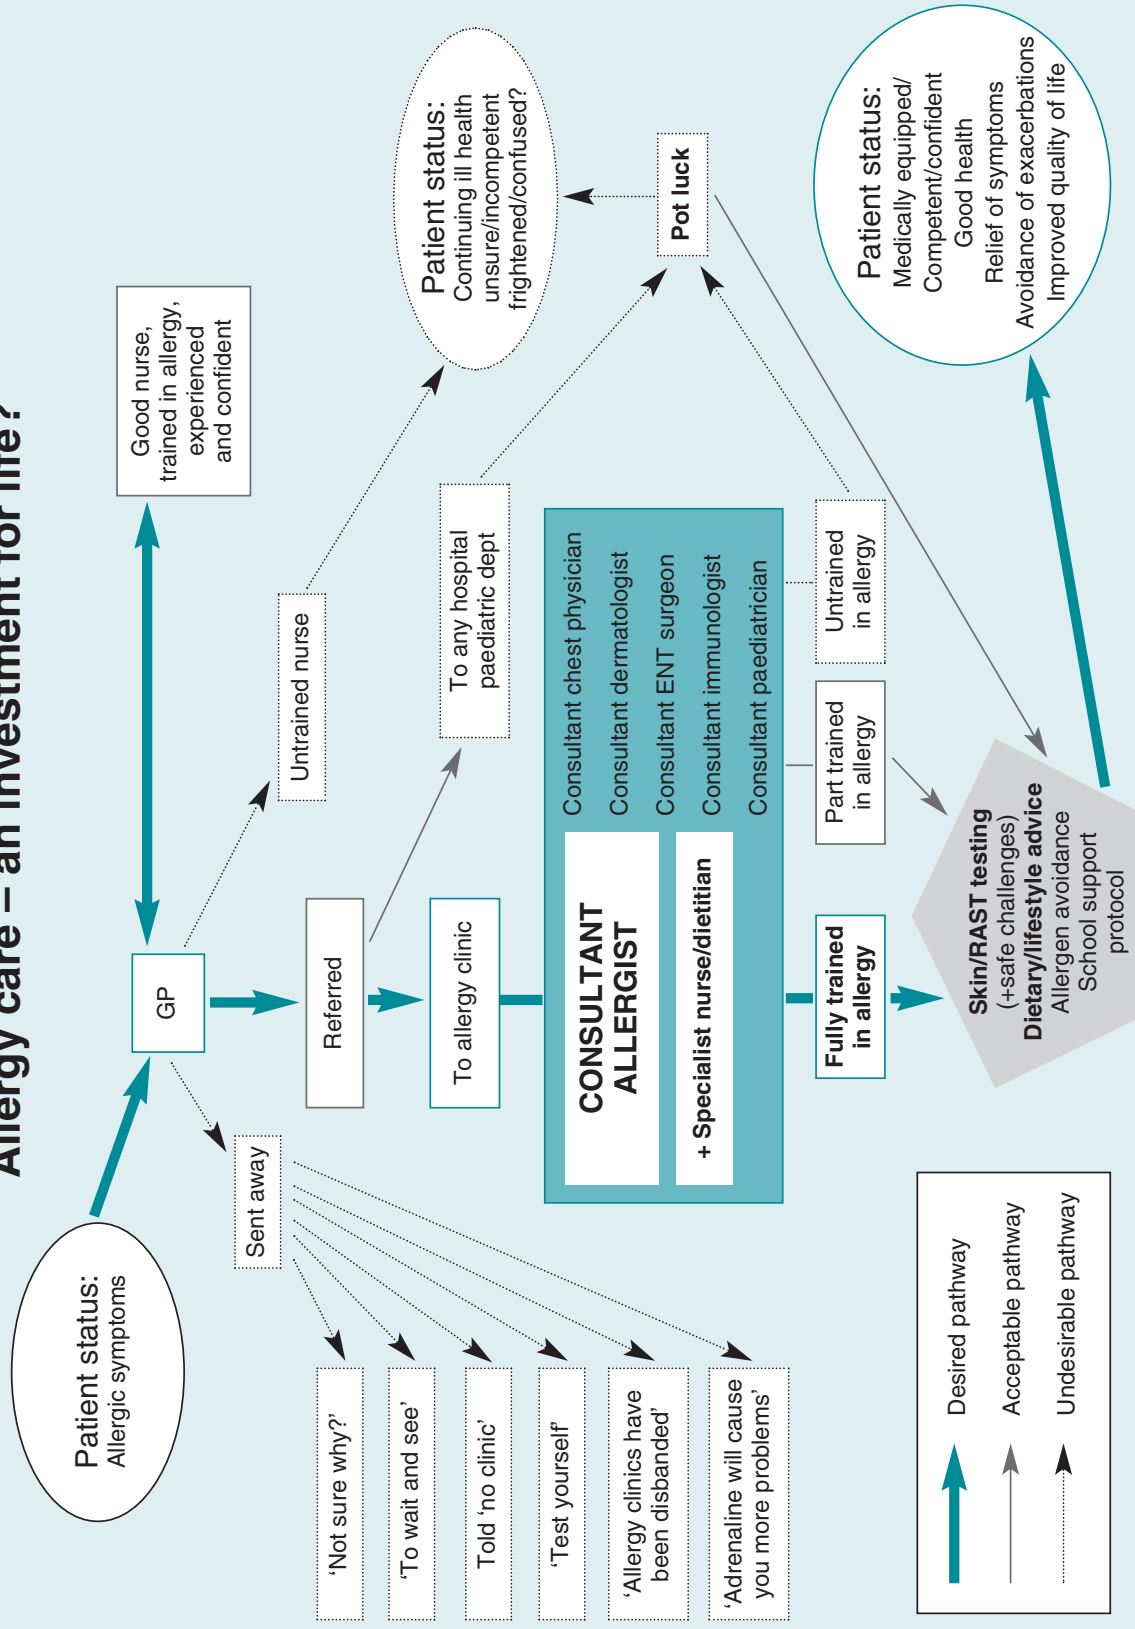 Allergy care – an investment for life?
Patient status:
Allergic symptoms
GP
Good nurse,
trained in allergy,
experienced
and confident
Sent away
Untrained nurse
Referred
‘Not sure why?’
‘To wait and see’
Told ‘no clinic’
‘Test yourself’
‘Allergy clinics have
been disbanded’
‘Adrenaline will cause
you more problems’
To allergy clinic
To any hospital
paediatric dept
Patient status:
Continuing ill health
unsure/incompetent
frightened/confused?
CONSULTANT
ALLERGIST
+ Specialist nurse/dietitian
Consultant chest physician
Consultant dermatologist
Consultant ENT surgeon
Consultant immunologist
Consultant paediatrician
Pot luck
Fully trained
in allergy
Part trained
in allergy
Untrained
in allergy
Skin/RAST testing
(+safe challenges)
Dietary/lifestyle advice
Allergen avoidance
School support
protocol
Patient status:
Medically equipped/
Competent/confident
Good health
Relief of symptoms
Avoidance of exacerbations
Improved quality of life
Desired pathway
Acceptable pathway
Undesirable pathway